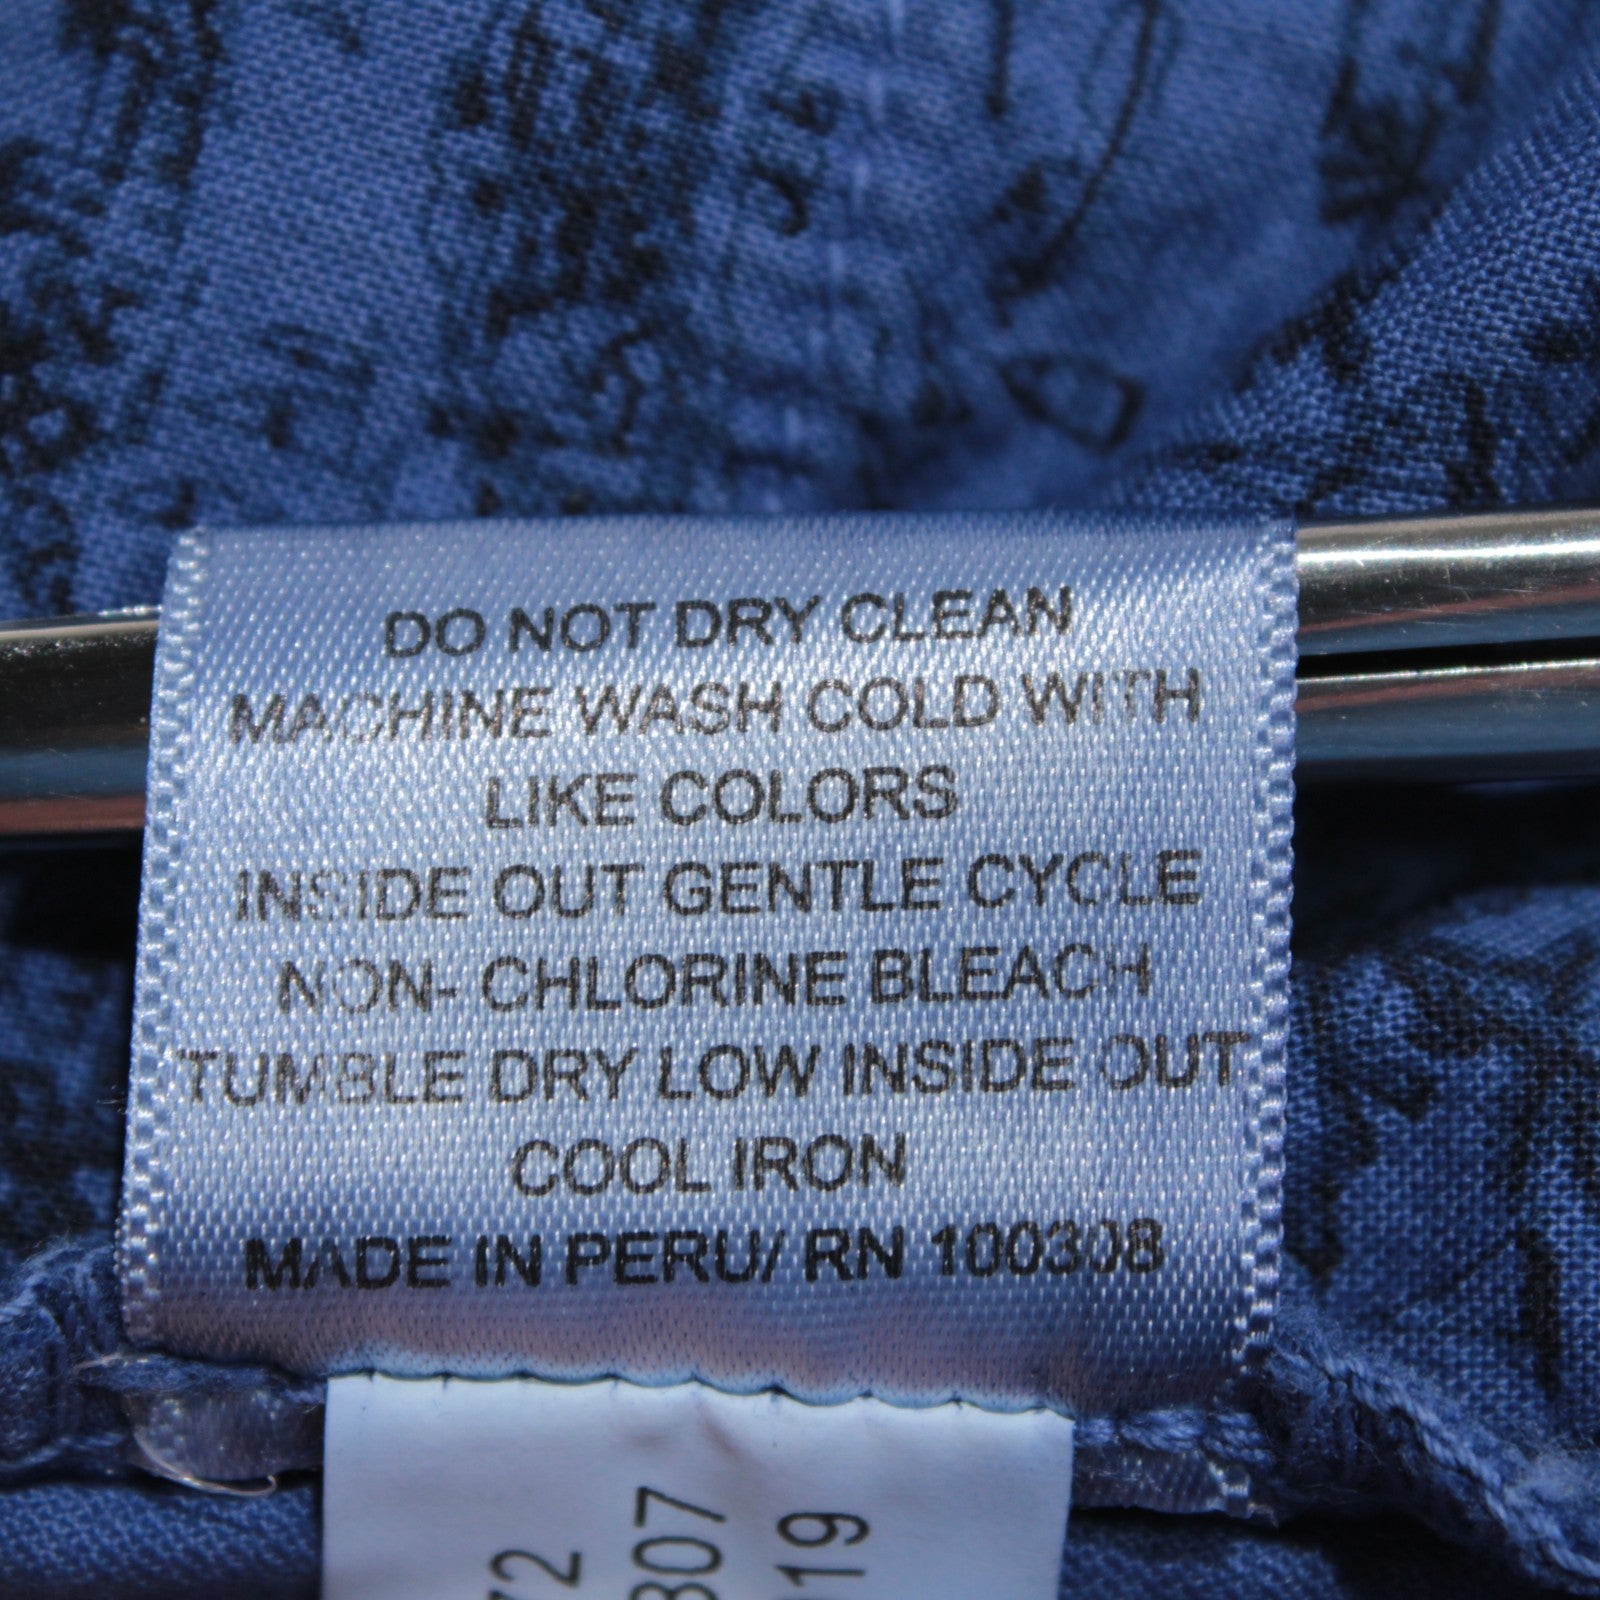 DO NOT DRY CLEAN
MACHINE WASH COLD WITH
LIKE COLORS
INSIDE OUT GENTLE CYCLE
NON- CHLORINE BLEACH
TUMBLE DRY LOW INSIDE OUT
COOL IRON
MADE IN PERU/ RN 100308